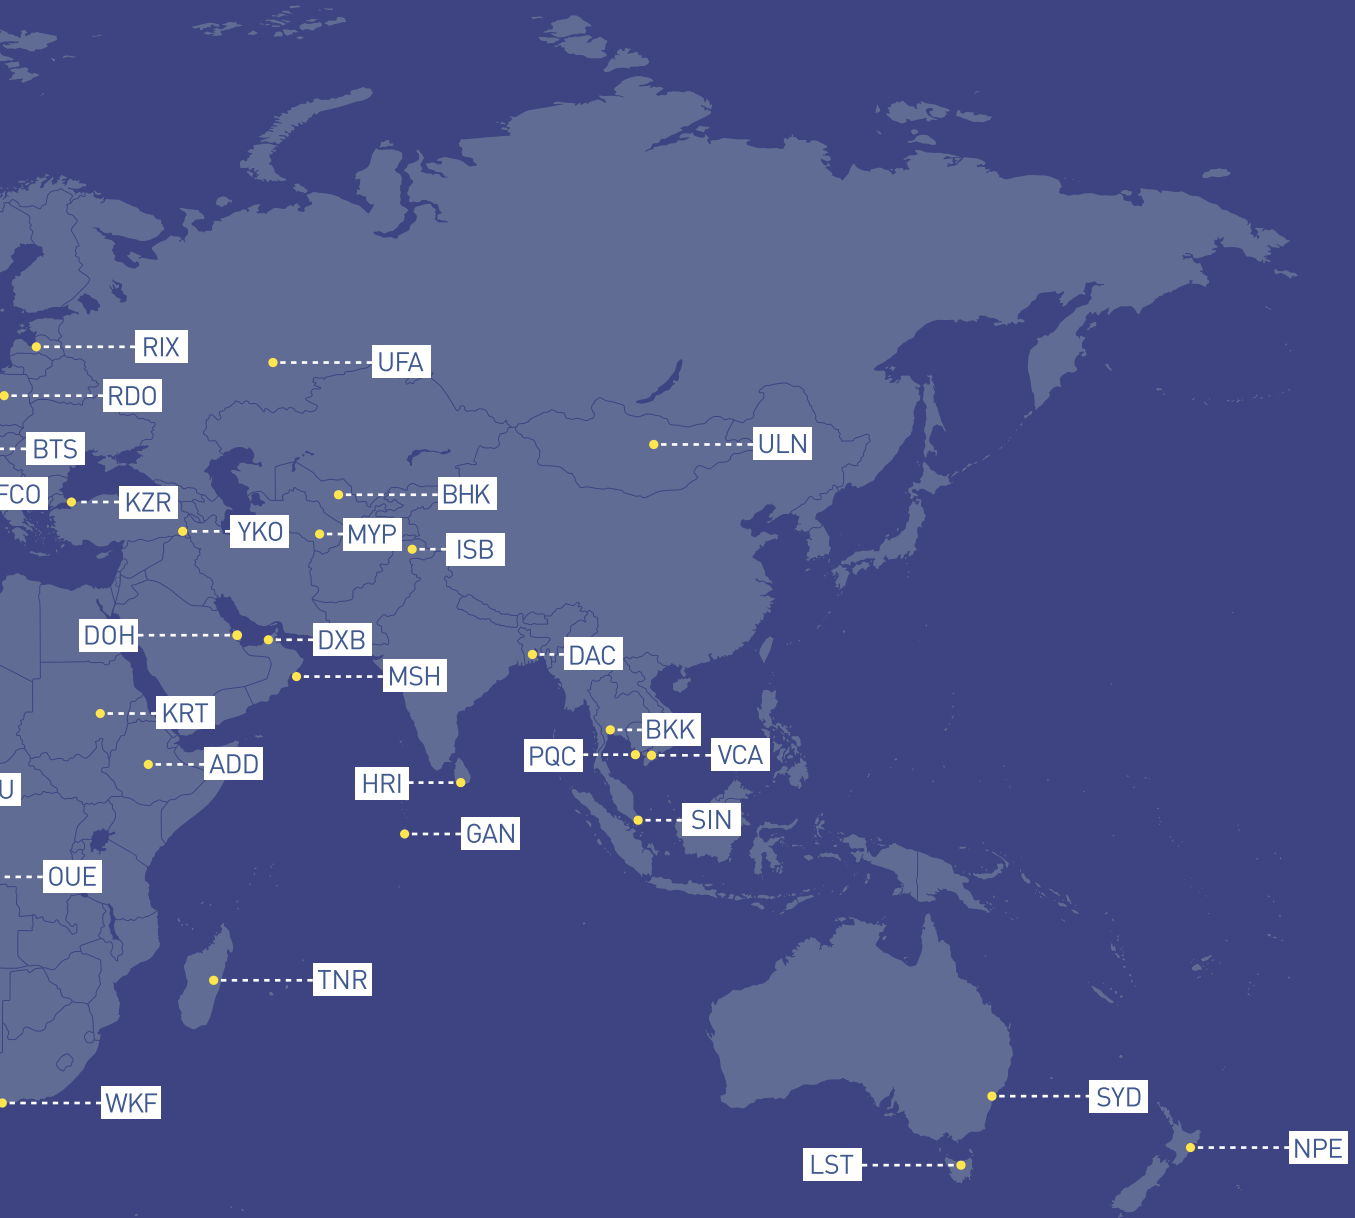 RIX
UFA
RDO
ULN
BTS
FCO
KZR
BHK
YKO
MYP
ISB
DOH
DXB
DAC
MSH
KRT
BKK
PQC
VCA
ADD
HRI
U
SIN
GAN
OUE
TNR
SYD
WKF
NPE
LST